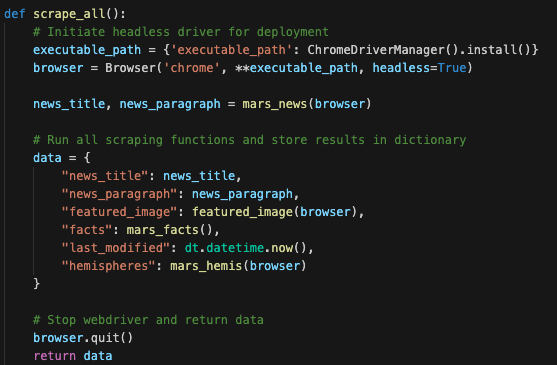 def scrape_all():
    # Initiate headless driver for deployment
    executable_path = {'executable_path': ChromeDriverManager().install()}
    browser = Browser('chrome', **executable_path, headless=True)

    news_title, news_paragraph = mars_news(browser)

    # Run all scraping functions and store results in dictionary
    data = {
        "news_title": news_title,
        "news_paragraph": news_paragraph,
        "featured_image": featured_image(browser),
        "facts": mars_facts(),
        "last_modified": dt.datetime.now(),
        "hemispheres": mars_hemis(browser)
    }

    # Stop webdriver and return data
    browser.quit()
    return data